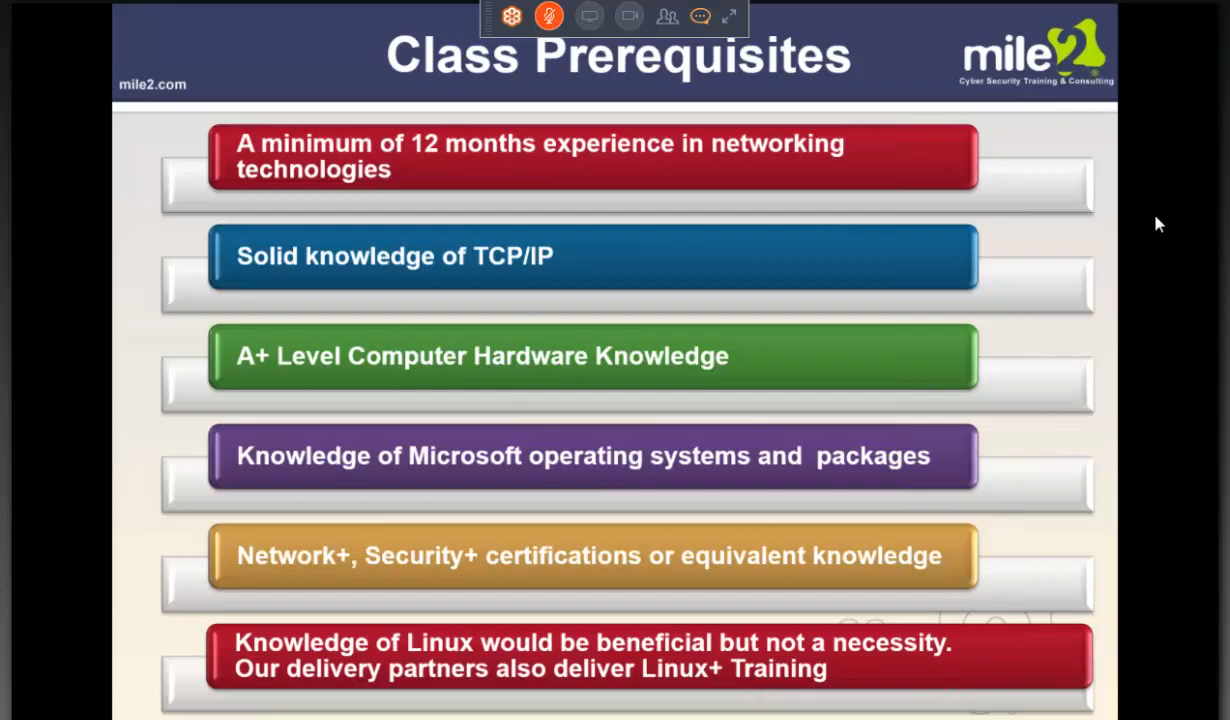 Class Prerequisites
mile2
Cyber Security Training & Consulting
mile2.com
A minimum of 12 months experience in networking
technologies
Solid knowledge of TCP/IP
A+ Level Computer Hardware Knowledge
Knowledge of Microsoft operating systems and  packages
Network+, Security+ certifications or equivalent knowledge
Knowledge of Linux would be beneficial but not a necessity.
Our delivery partners also deliver Linux+ Training